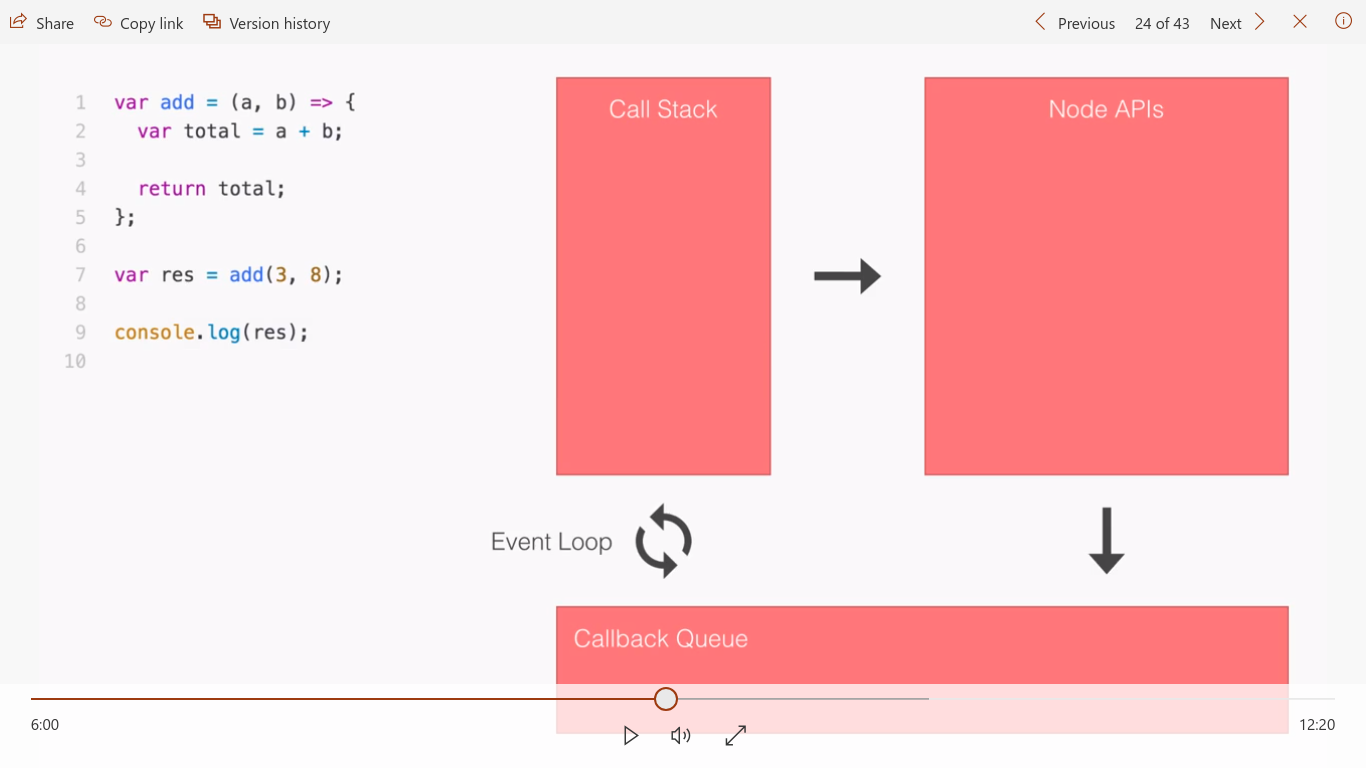 Share Copy link Version history Previous 24 of 43 Next
1 var add = (a, b) => {
2 var total = a + b;
3
4 return total;
5 };
6
7 var res = add(3, 8);
8
9 console.log(res);
10
Call Stack
Node APIs
Event Loop
Callback Queue
6:00 12:20